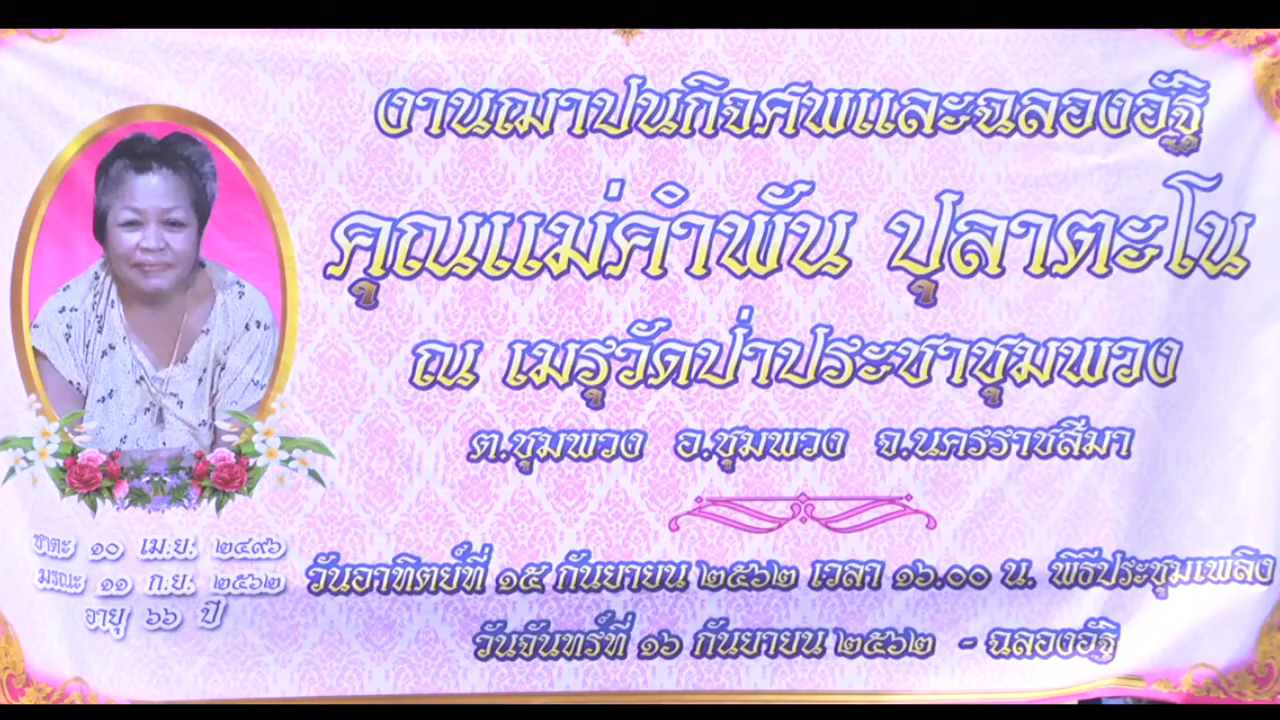 งานฌาปนกิจศพและฉลองอัฐิ
คุณแม่คำพัน ปุลาตะโน
ณ เมรุวัดป่าประชาชุมพวง
ต.ชุมพวง อ.ชุมพวง จ.นครราชสีมา
ชาตะ ๑๐ เม.ย. ๒๔๙๖
มรณะ ๑๑ ก.ย. ๒๕๖๒
อายุ ๖๖ ปี
วันอาทิตย์ที่ ๑๕ กันยายน ๒๕๖๒ เวลา ๑๖.๐๐ น. พิธีประชุมเพลิง
วันจันทร์ที่ ๑๖ กันยายน ๒๕๖๒ - ฉลองอัฐิ